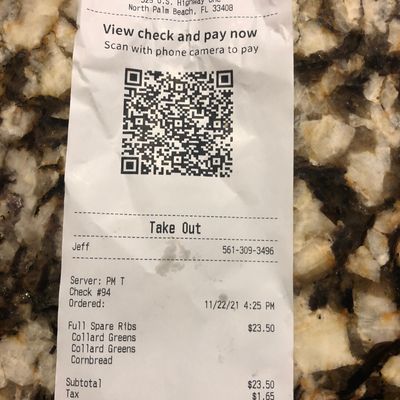 U.S. Highway One
North Palm Beach, FL 33408
View check and pay now
Scan with phone camera to pay
Take Out
Jeff 561-309-3496
Server: PM T
Check #94
Ordered: 11/22/21 4:25 PM
Full Spare Ribs $23.50
Collard Greens
Collard Greens
Cornbread
Subtotal $23.50
Tax $1.65